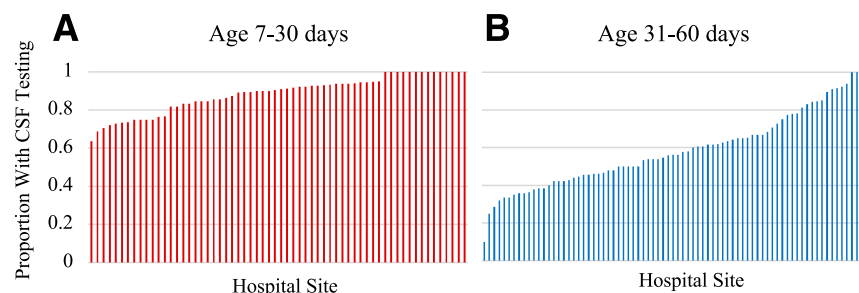 A
Age 7-30 days
Proportion With CSF Testing
1
0.8
0.6
0.4
0.2
0
Hospital Site
B
Age 31-60 days
Hospital Site